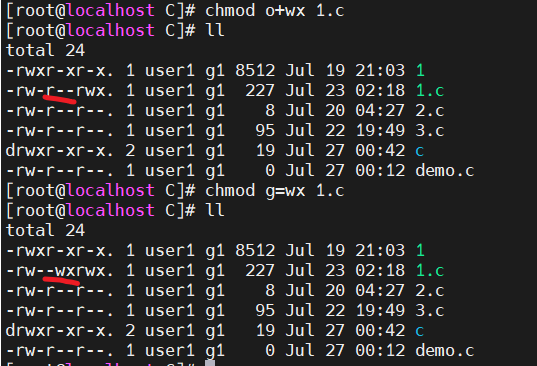 [root@localhost C]# chmod o+wx 1.c
[root@localhost C]# ll
total 24
-rwxr-xr-x. 1 user1 g1 8512 Jul 19 21:03 1
-rw-r--rwx. 1 user1 g1  227 Jul 23 02:18 1.c
-rw-r--r--. 1 user1 g1    8 Jul 20 04:27 2.c
-rw-r--r--. 1 user1 g1   95 Jul 22 19:49 3.c
drwxr-xr-x. 2 user1 g1   19 Jul 27 00:42 c
-rw-r--r--. 1 user1 g1    0 Jul 27 00:12 demo.c
[root@localhost C]# chmod g=wx 1.c
[root@localhost C]# ll
total 24
-rwxr-xr-x. 1 user1 g1 8512 Jul 19 21:03 1
-rw--wxrwx. 1 user1 g1  227 Jul 23 02:18 1.c
-rw-r--r--. 1 user1 g1    8 Jul 20 04:27 2.c
-rw-r--r--. 1 user1 g1   95 Jul 22 19:49 3.c
drwxr-xr-x. 2 user1 g1   19 Jul 27 00:42 c
-rw-r--r--. 1 user1 g1    0 Jul 27 00:12 demo.c
[root@localhost C]#